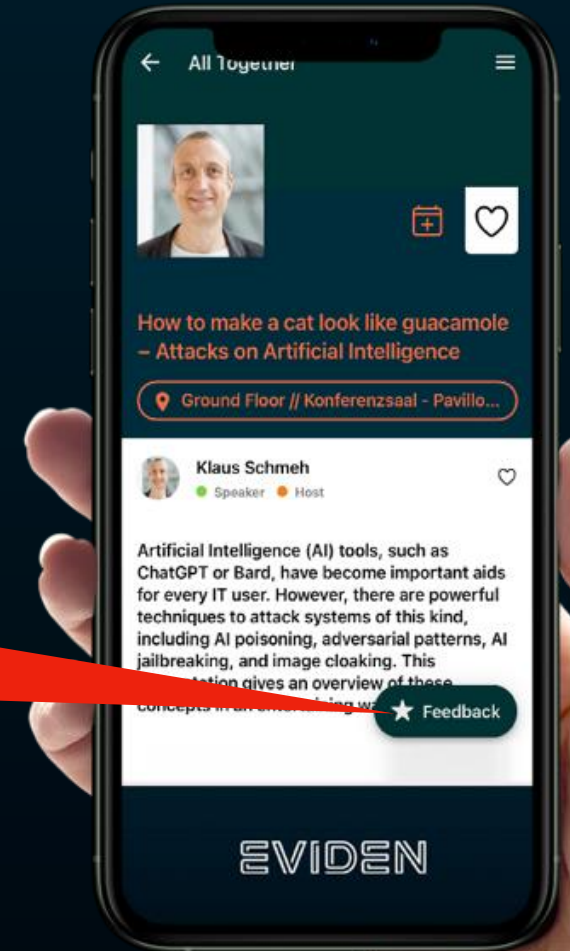 All Together
How to make a cat look like guacamole
– Attacks on Artificial Intelligence
Ground Floor // Konferenzsaal - Pavillo...
Klaus Schmeh
Speaker Host
Artificial Intelligence (AI) tools, such as
ChatGPT or Bard, have become important aids
for every IT user. However, there are powerful
techniques to attack systems of this kind,
including AI poisoning, adversarial patterns, AI
jailbreaking, and image cloaking. This
gives an overview of these
concepts in an entertaining
Feedback
EVIDEN